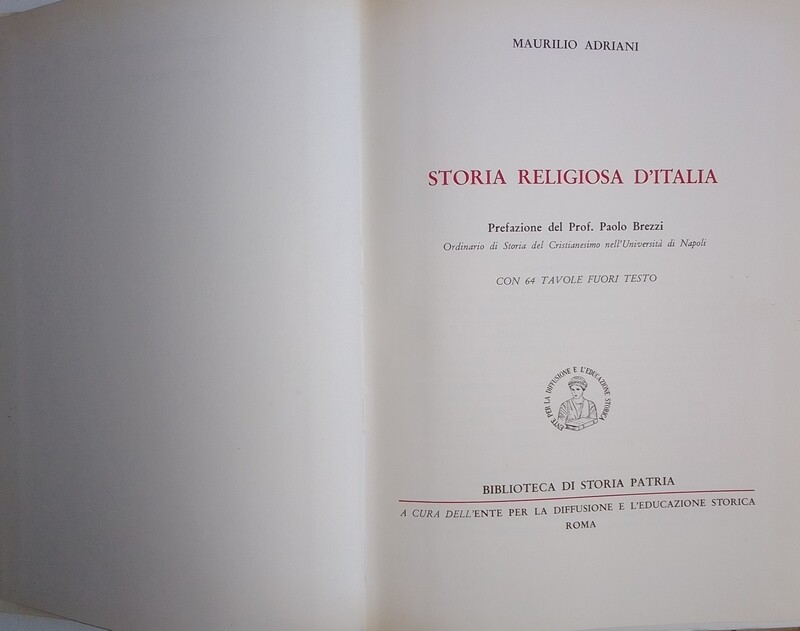 MAURILIO ADRIANI
STORIA RELIGIOSA D'ITALIA
Prefazione del Prof. Paolo Brezzi
Ordinario di Storia del Cristianesimo nell'Università di Napoli
CON 64 TAVOLE FUORI TESTO
ENTE PER LA DIFFUSIONE E L'EDUCAZIONE STORICA
BIBLIOTECA DI STORIA PATRIA
A CURA DELL'ENTE PER LA DIFFUSIONE E L'EDUCAZIONE STORICA
ROMA